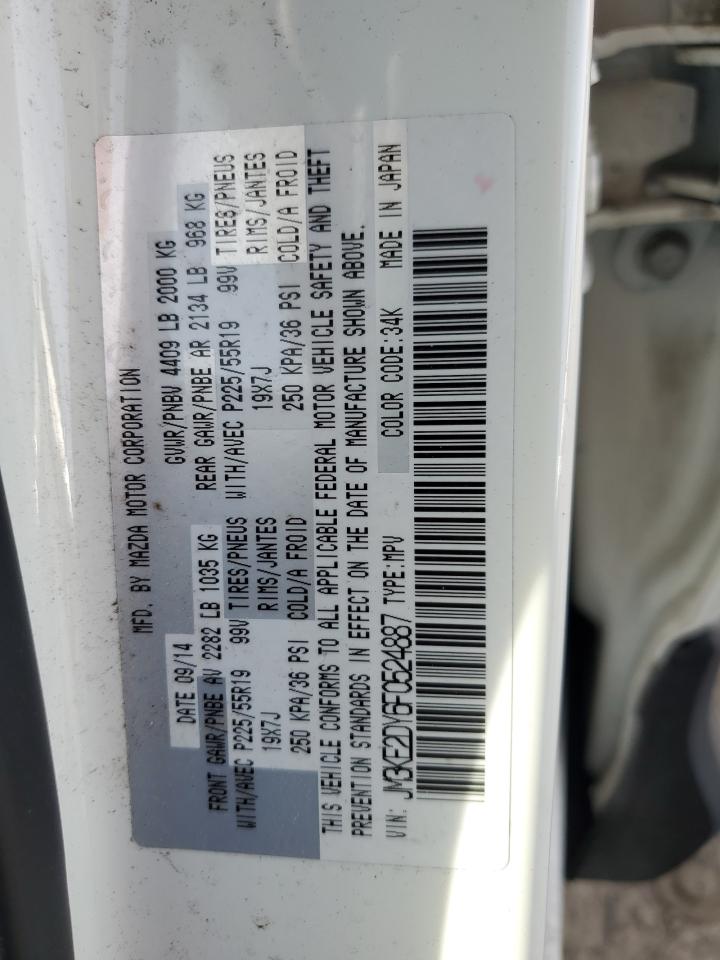 MFD. BY MAZDA MOTOR CORPORATION
DATE 09/14 GVWR/PNBV 4409 LB 2000 KG
FRONT GAWR/PNBE AV 2282 LB 1035 KG REAR GAWR/PNBE AR 2134 LB 968 KG
WITH/AVEC P225/55R19 99V TIRES/PNEUS WITH/AVEC P225/55R19 99V TIRES/PNEUS
19X7J RIMS/JANTES 19X7J RIMS/JANTES
250 KPA/36 PSI COLD/A FROID 250 KPA/36 PSI COLD/A FROID
THIS VEHICLE CONFORMS TO ALL APPLICABLE FEDERAL MOTOR VEHICLE SAFETY AND THEFT
PREVENTION STANDARDS IN EFFECT ON THE DATE OF MANUFACTURE SHOWN ABOVE.
VIN: JM3KE2DY6F0524887 TYPE:MPV COLOR CODE:34K MADE IN JAPAN